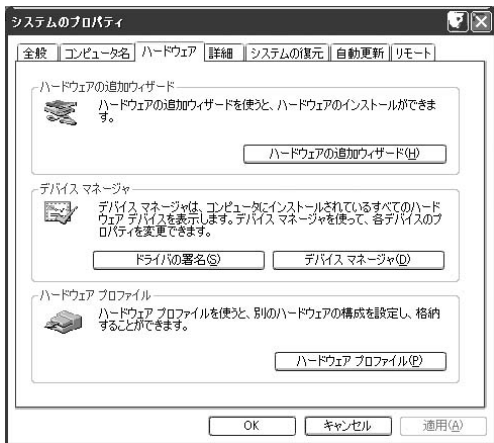 システムのプロパティ
全般 コンピュータ名 ハードウェア 詳細 システムの復元 自動更新 リモート
ハードウェアの追加ウィザード
ハードウェアの追加ウィザードを使うと、ハードウェアのインストールができま
す。
ハードウェアの追加ウィザード(H)
デバイス マネージャ
デバイス マネージャは、コンピュータにインストールされているすべてのハード
ウェア デバイスを表示します。デバイス マネージャを使って、各デバイスのプ
ロパティを変更できます。
ドライバの署名(S) デバイス マネージャ(D)
ハードウェア プロファイル
ハードウェア プロファイルを使うと、別のハードウェアの構成を設定し、格納
することができます。
ハードウェア プロファイル(P)
OK キャンセル 適用(A)